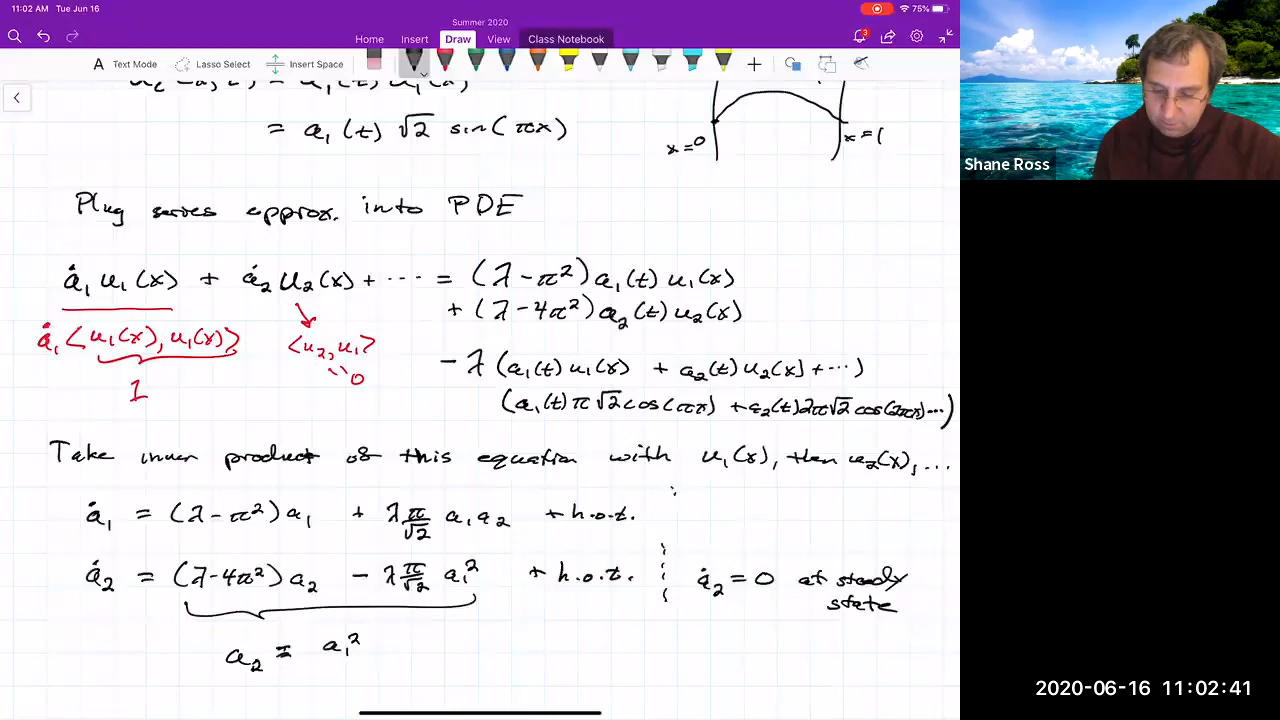 11:02 AM Tue Jun 16
75%
Summer 2020
Home Insert Draw View Class Notebook
3
A Text Mode Lasso Select Insert Space
= a₁(t) √2 sin(πx)
x=0
x=1
Plug series approx. into PDE
ȧ₁ u₁(x) + ȧ₂ u₂(x) + ··· = (λ-π²) a₁(t) u₁(x)
+ (λ-4π²) a₂(t) u₂(x)
ȧ₁ <u₁(x), u₁(x)>
1
<u₂, u₁>
0
- λ (a₁(t) u₁(x) + a₂(t) u₂(x) + ···)
(a₁(t) π √2 cos(πx) + a₂(t) 2π √2 cos(2πx) ···)
Take inner product of this equation with u₁(x), then u₂(x), ...
ȧ₁ = (λ-π²) a₁ + λ π/√2 a₁ a₂ + h.o.t.
ȧ₂ = (λ-4π²) a₂ - λ π/√2 a₁² + h.o.t.
ȧ₂ = 0 at steady
state
a₂ = a₁²
Shane Ross
2020-06-16 11:02:41